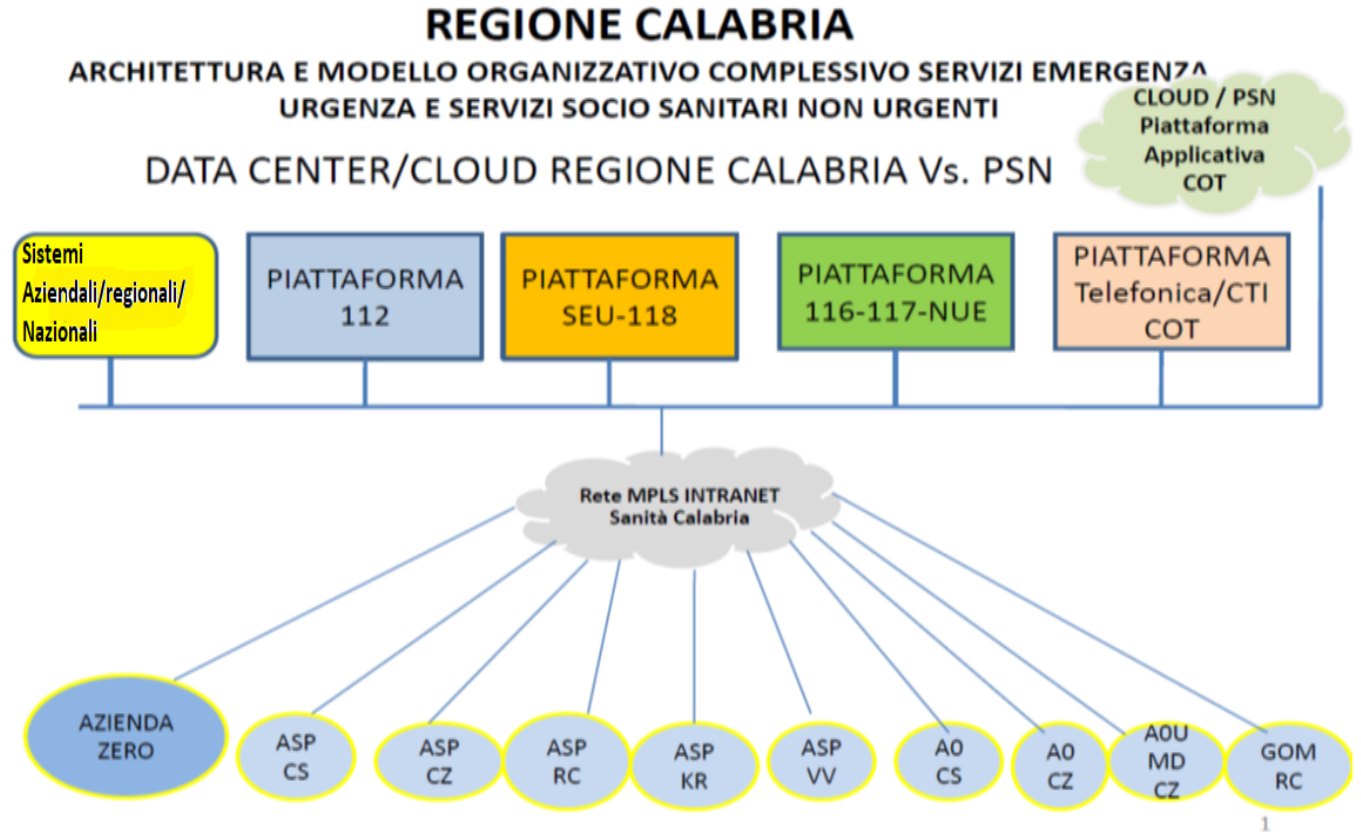 REGIONE CALABRIA
ARCHITETTURA E MODELLO ORGANIZZATIVO COMPLESSIVO SERVIZI EMERGENZA
URGENZA E SERVIZI SOCIO SANITARI NON URGENTI
CLOUD / PSN
Piattaforma
Applicativa
COT
DATA CENTER/CLOUD REGIONE CALABRIA Vs. PSN
Sistemi
Aziendali/regionali/
Nazionali
PIATTAFORMA
112
PIATTAFORMA
SEU-118
PIATTAFORMA
116-117-NUE
PIATTAFORMA
Telefonica/CTI
COT
Rete MPLS INTRANET
Sanità Calabria
AZIENDA
ZERO
ASP
CS
ASP
CZ
ASP
RC
ASP
KR
ASP
VV
A0
CS
A0
CZ
A0U
MD
CZ
GOM
RC
1